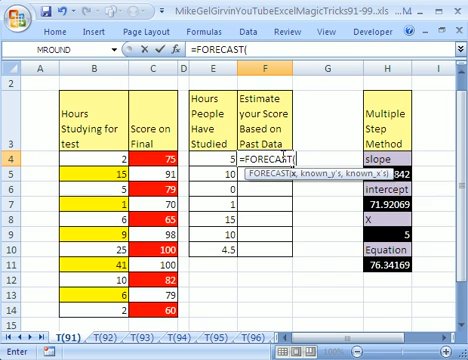 MikeGelGirvinYouTubeExcelMagicTricks91-99.xls
Home Insert Page Layout Formulas Data Review View Developer
MROUND =FORECAST(
A B C D E F G H I
2
3 Hours Studying for test Score on Final Hours People Have Studied Estimate your Score Based on Past Data Multiple Step Method
4 2 75 5 =FORECAST( slope
FORECAST(x, known_y's, known_x's)
5 15 91 10 842
6 5 79 0 intercept
7 1 70 1 71.92069
8 6 65 15 X
9 9 98 10 5
10 25 100 4.5 Equation
11 41 100 76.34169
12 10 82
13 6 79
14 2 60
15
T(91) T(92) T(93) T(94) T(95) T(96)
Enter 100%